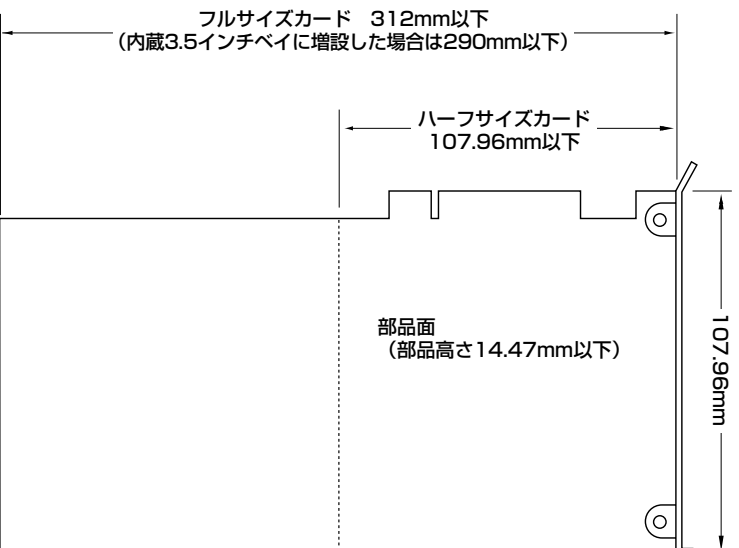 フルサイズカード　312mm以下
（内蔵3.5インチベイに増設した場合は290mm以下）
ハーフサイズカード
107.96mm以下
部品面
（部品高さ14.47mm以下）
107.96mm